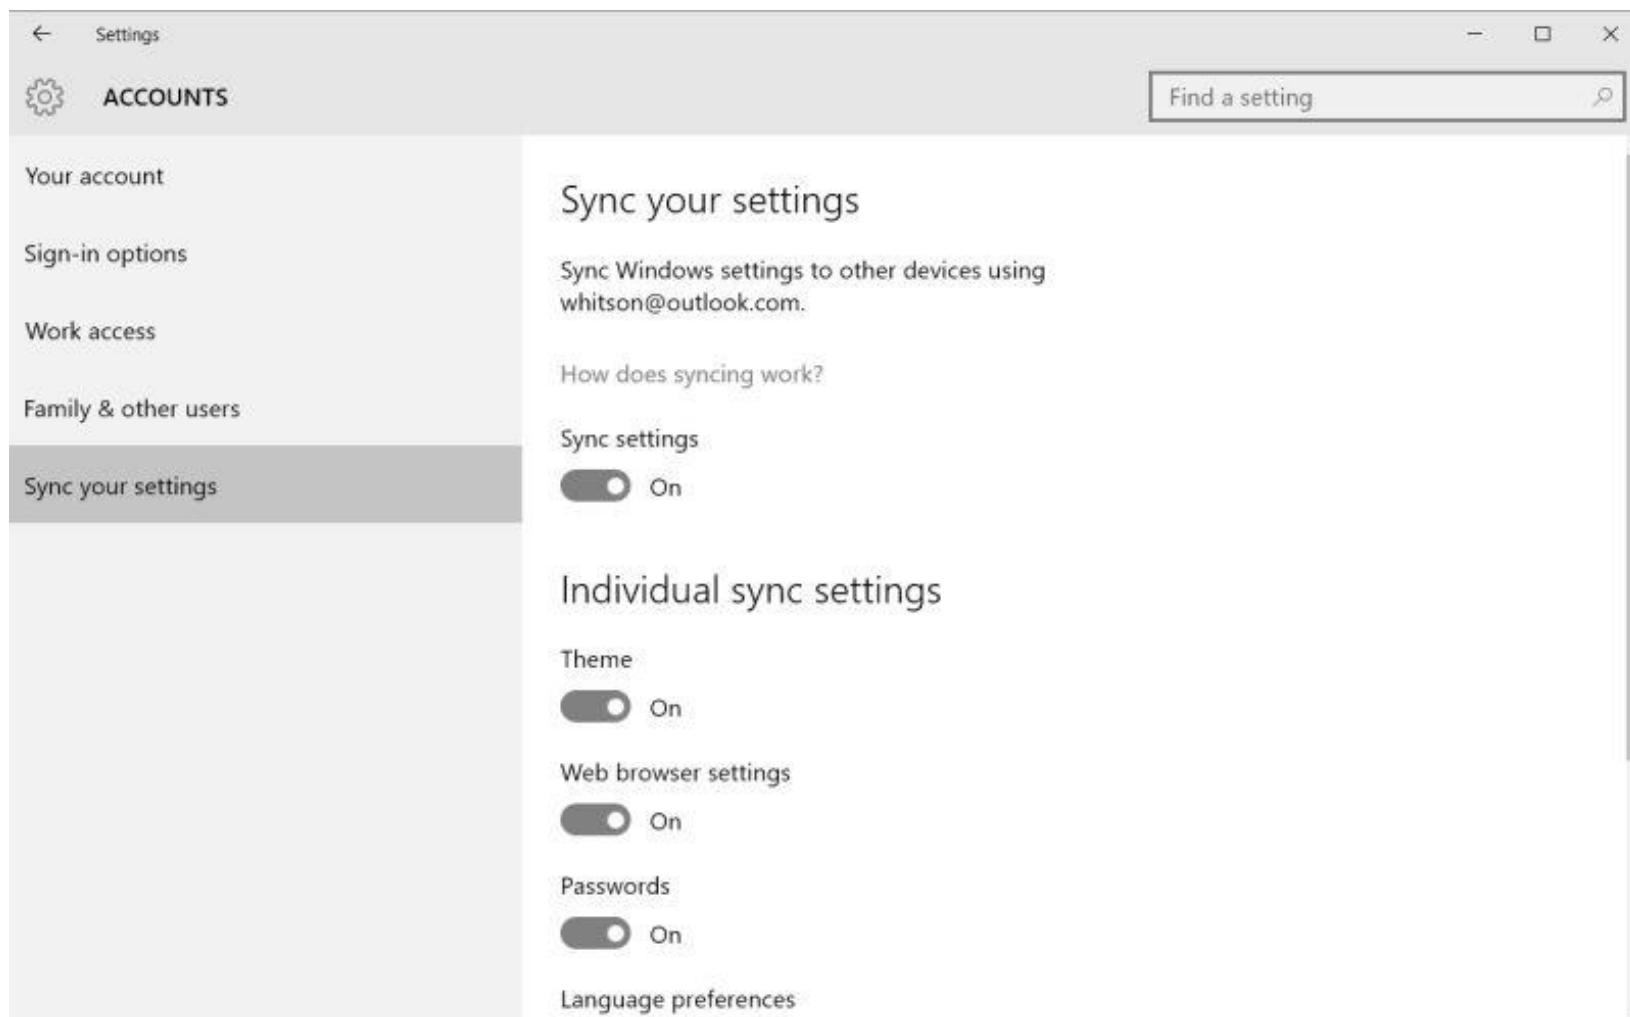 Settings
ACCOUNTS
Find a setting
Your account
Sign-in options
Work access
Family & other users
Sync your settings
Sync your settings
Sync Windows settings to other devices using
whitson@outlook.com.
How does syncing work?
Sync settings
On
Individual sync settings
Theme
On
Web browser settings
On
Passwords
On
Language preferences